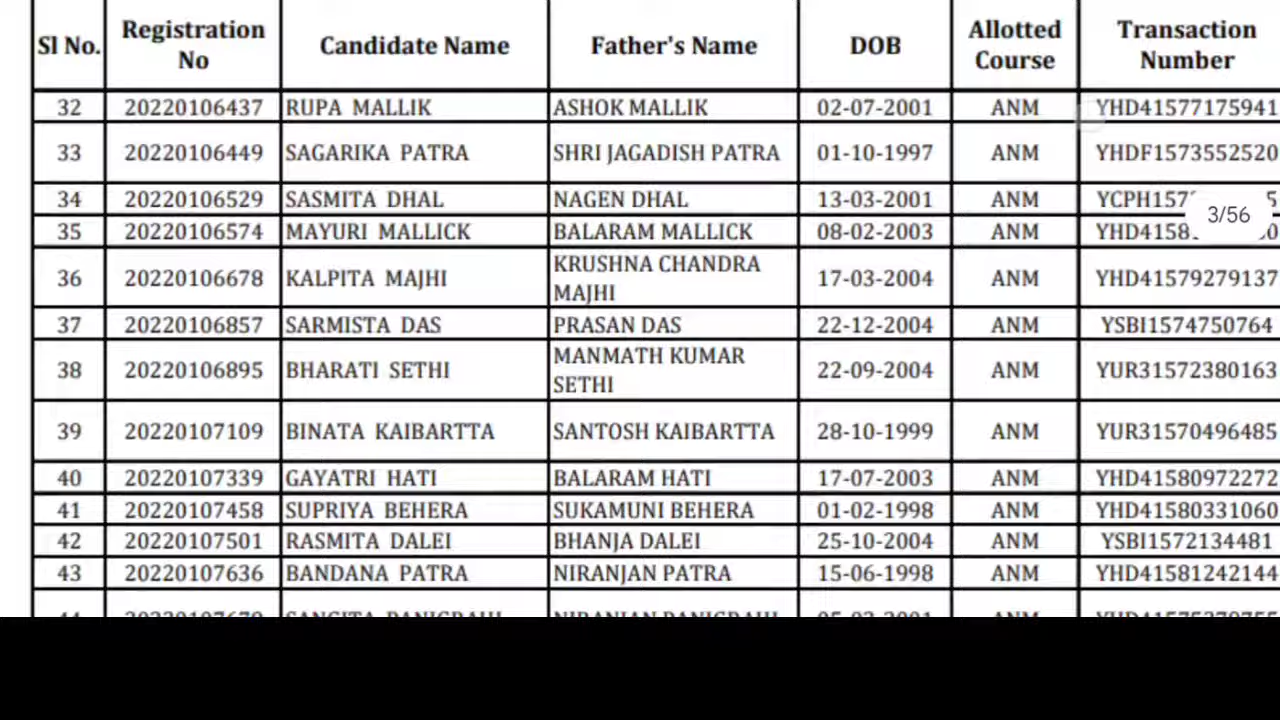 Sl No. Registration No Candidate Name Father's Name DOB Allotted Course Transaction Number
32 20220106437 RUPA MALLIK ASHOK MALLIK 02-07-2001 ANM YHD41577175941
33 20220106449 SAGARIKA PATRA SHRI JAGADISH PATRA 01-10-1997 ANM YHDF1573552520
34 20220106529 SASMITA DHAL NAGEN DHAL 13-03-2001 ANM
3/56
35 20220106574 MAYURI MALLICK BALARAM MALLICK 08-02-2003 ANM
36 20220106678 KALPITA MAJHI KRUSHNA CHANDRA MAJHI 17-03-2004 ANM YHD41579279137
37 20220106857 SARMISTA DAS PRASAN DAS 22-12-2004 ANM YSBI1574750764
38 20220106895 BHARATI SETHI MANMATH KUMAR SETHI 22-09-2004 ANM YUR31572380163
39 20220107109 BINATA KAIBARTTA SANTOSH KAIBARTTA 28-10-1999 ANM YUR31570496485
40 20220107339 GAYATRI HATI BALARAM HATI 17-07-2003 ANM YHD41580972272
41 20220107458 SUPRIYA BEHERA SUKAMUNI BEHERA 01-02-1998 ANM YHD41580331060
42 20220107501 RASMITA DALEI BHANJA DALEI 25-10-2004 ANM YSBI1572134481
43 20220107636 BANDANA PATRA NIRANJAN PATRA 15-06-1998 ANM YHD41581242144